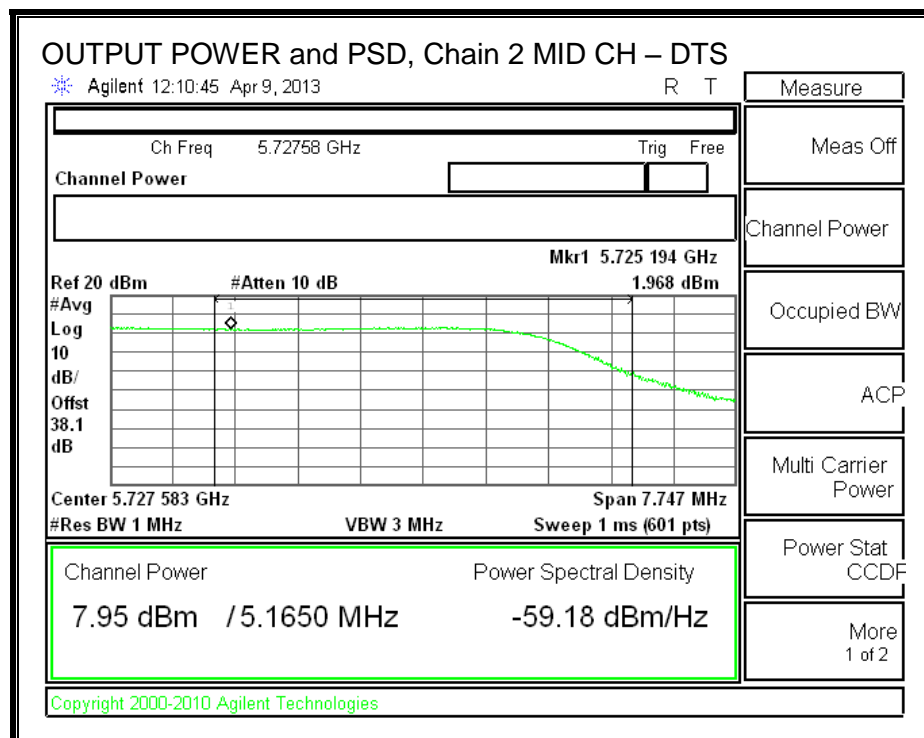 OUTPUT POWER and PSD, Chain 2 MID CH – DTS
Agilent 12:10:45 Apr 9, 2013 R T
Measure
Ch Freq 5.72758 GHz Trig Free
Meas Off
Channel Power
Channel Power
Mkr1 5.725 194 GHz
Ref 20 dBm #Atten 10 dB 1.968 dBm
#Avg
Log
10
dB/
Offst
38.1
dB
1
Occupied BW
ACP
Center 5.727 583 GHz Span 7.747 MHz
#Res BW 1 MHz VBW 3 MHz Sweep 1 ms (601 pts)
Multi Carrier
Power
Channel Power Power Spectral Density
7.95 dBm / 5.1650 MHz -59.18 dBm/Hz
Power Stat
CCDF
More
1 of 2
Copyright 2000-2010 Agilent Technologies